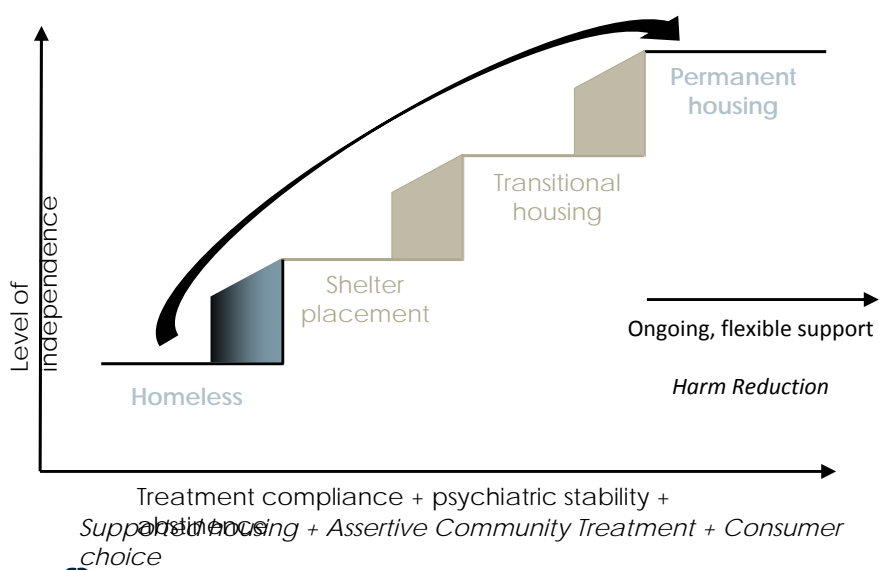 Permanent
housing
Transitional
housing
Shelter
placement
Level of
independence
Ongoing, flexible support
Harm Reduction
Homeless
Treatment compliance + psychiatric stability +
abstinence
Supported housing + Assertive Community Treatment + Consumer
choice